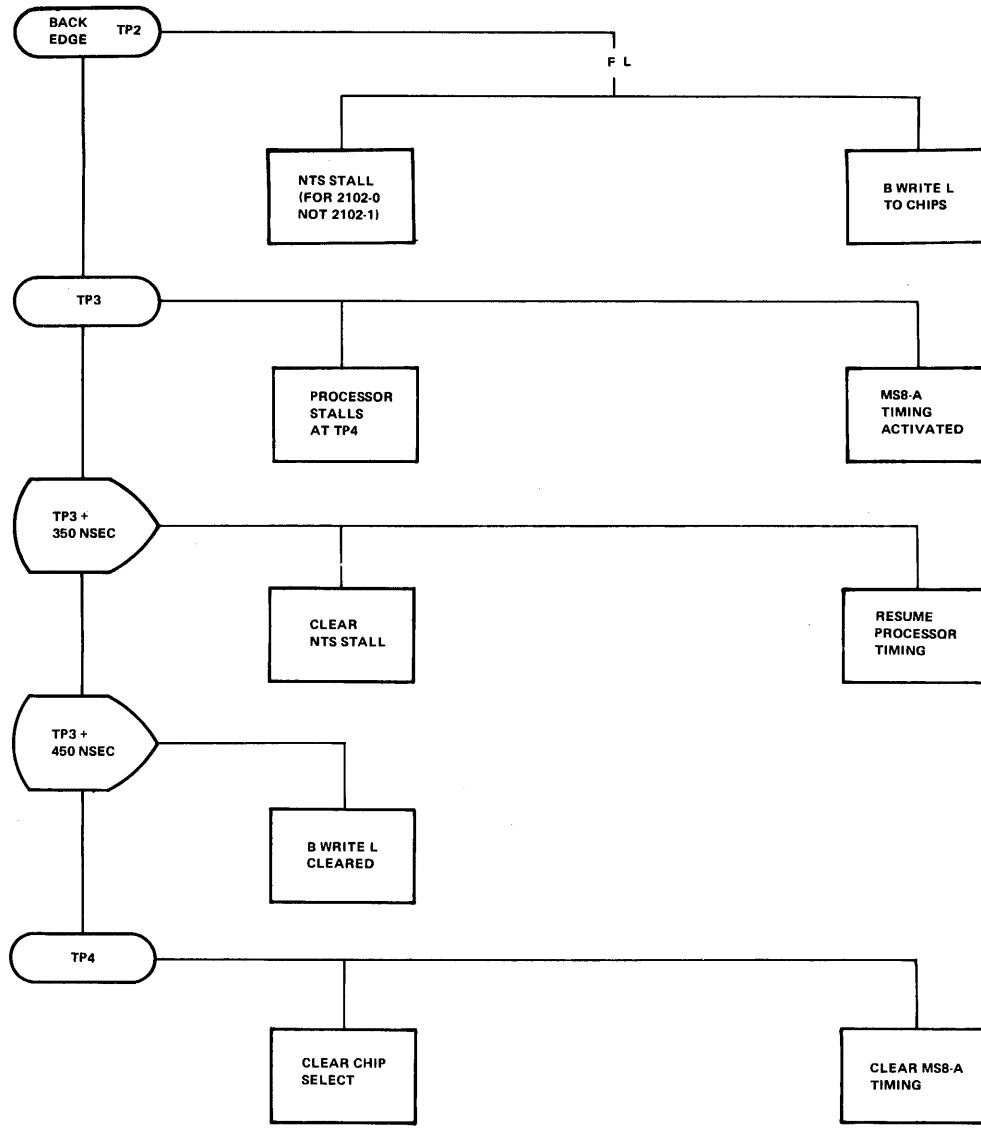 BACK TP2
EDGE
F L
NTS STALL
(FOR 2102-0
NOT 2102-1)
B WRITE L
TO CHIPS
TP3
PROCESSOR
STALLS
AT TP4
MS8-A
TIMING
ACTIVATED
TP3 +
350 NSEC
CLEAR
NTS STALL
RESUME
PROCESSOR
TIMING
TP3 +
450 NSEC
B WRITE L
CLEARED
TP4
CLEAR CHIP
SELECT
CLEAR MS8-A
TIMING